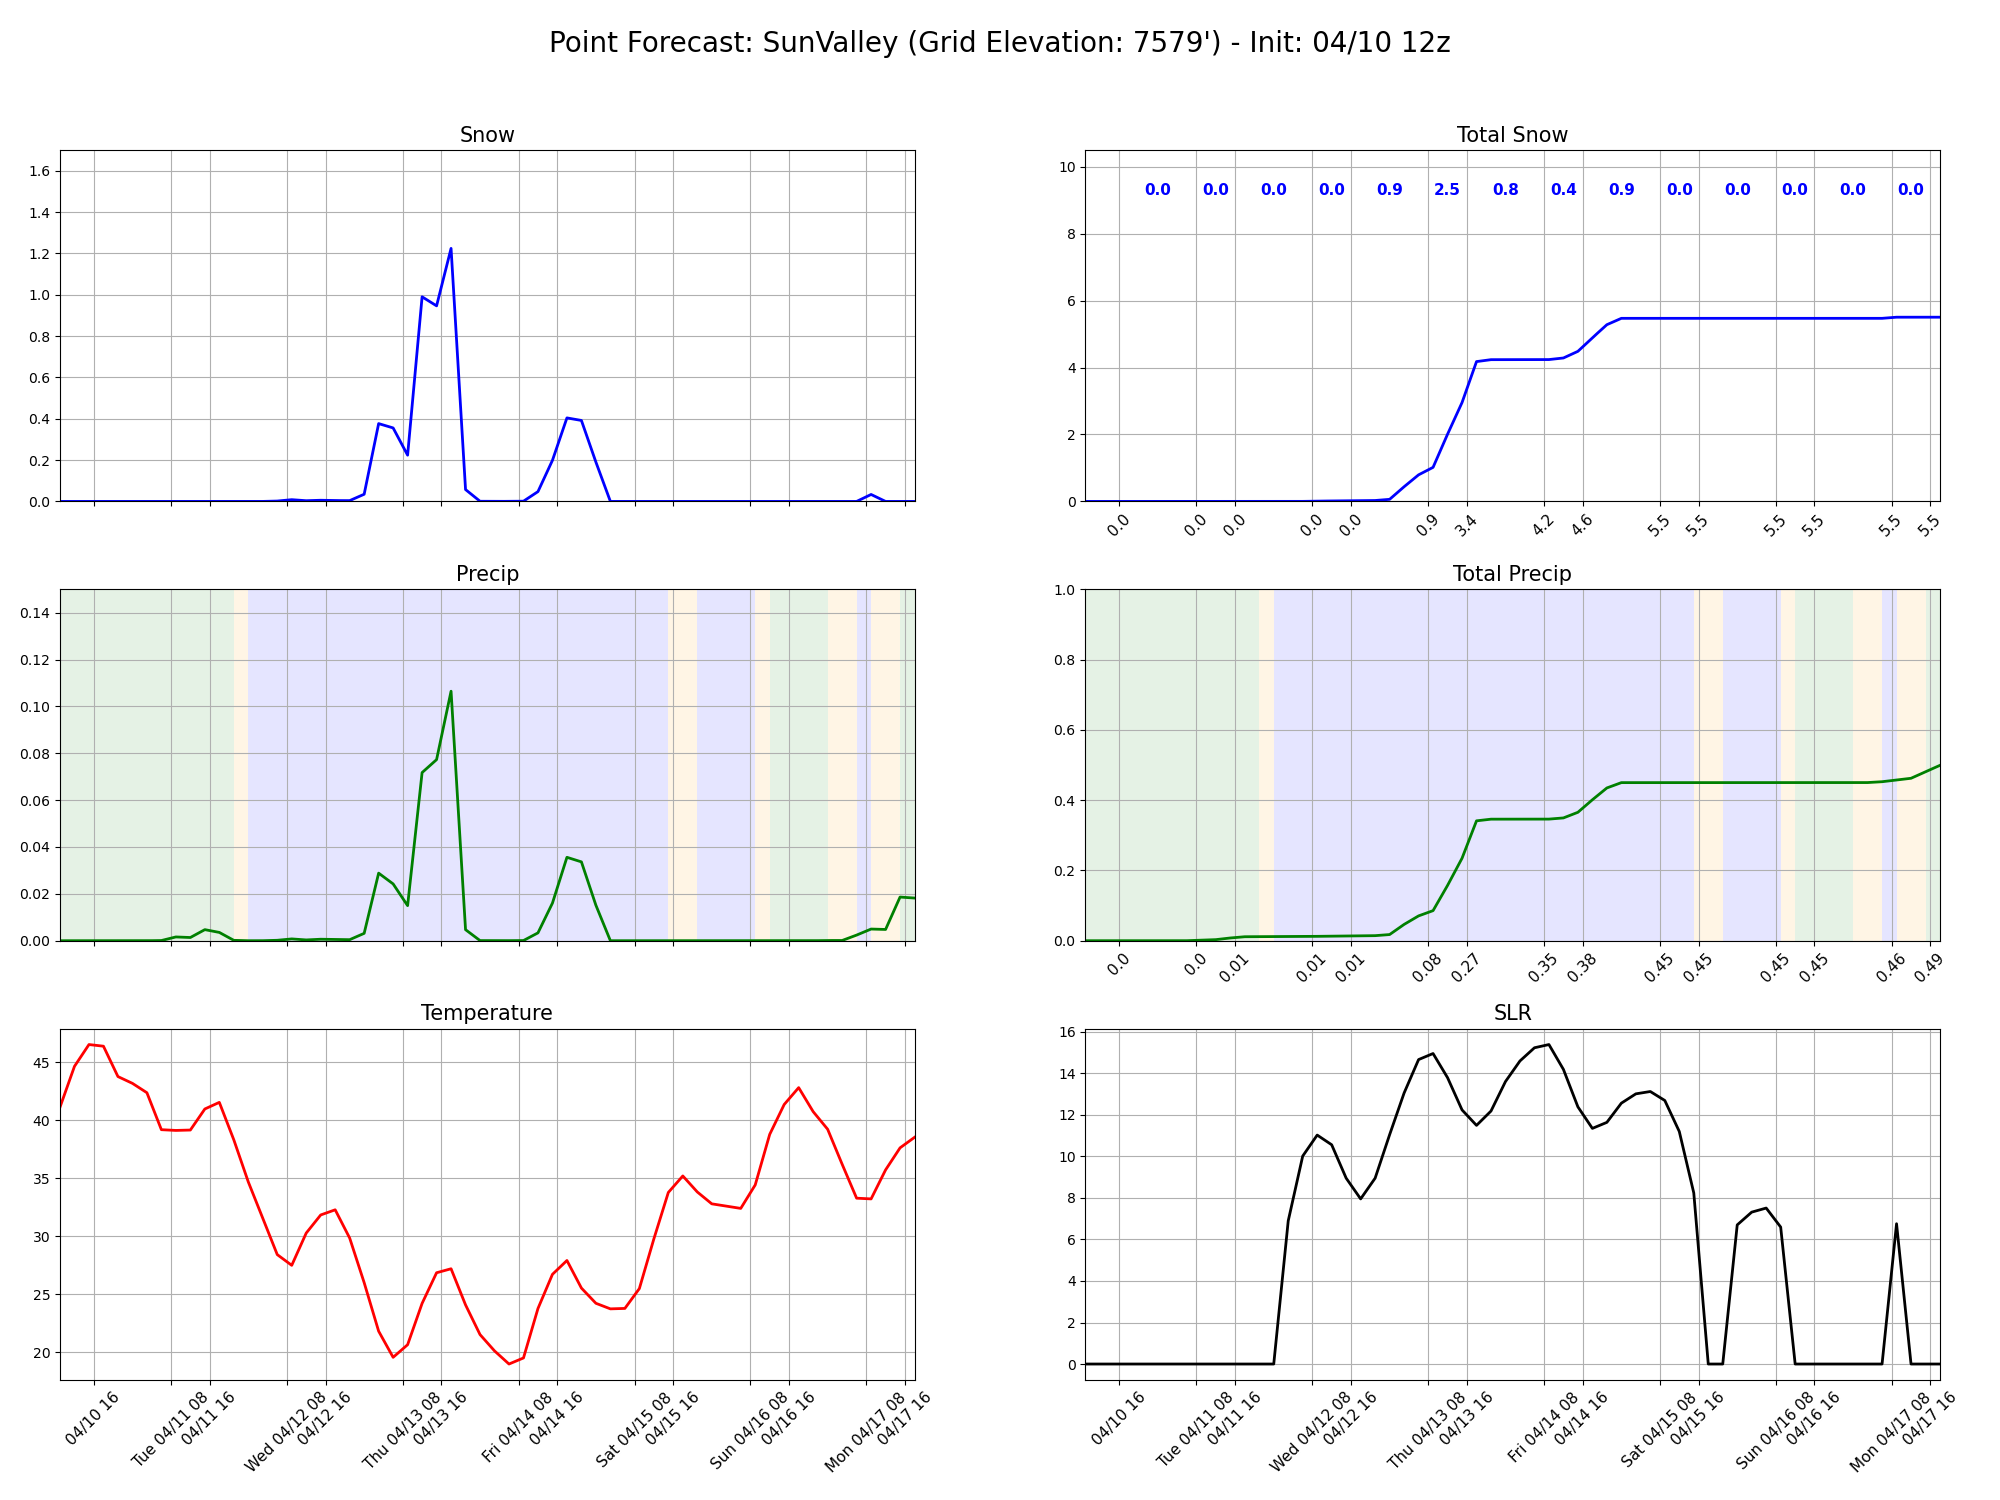 Point Forecast: SunValley (Grid Elevation: 7579') - Init: 04/10 12z
Snow
1.6
1.4
1.2
1.0
0.8
0.6
0.4
0.2
0.0
Total Snow
10
8
6
4
2
0
0.0 0.0 0.0 0.0 0.9 2.5 0.8 0.4 0.9 0.0 0.0 0.0 0.0 0.0
0.0 0.0 0.0 0.0 0.0 0.9 3.4 4.2 4.6 5.5 5.5 5.5 5.5 5.5 5.5
Precip
0.14
0.12
0.10
0.08
0.06
0.04
0.02
0.00
Total Precip
1.0
0.8
0.6
0.4
0.2
0.0
0.0 0.0 0.01 0.01 0.01 0.08 0.27 0.35 0.38 0.45 0.45 0.45 0.45 0.46 0.49
Temperature
45
40
35
30
25
20
04/10 16
Tue 04/11 08
04/11 16
Wed 04/12 08
04/12 16
Thu 04/13 08
04/13 16
Fri 04/14 08
04/14 16
Sat 04/15 08
04/15 16
Sun 04/16 08
04/16 16
Mon 04/17 08
04/17 16
SLR
16
14
12
10
8
6
4
2
0
04/10 16
Tue 04/11 08
04/11 16
Wed 04/12 08
04/12 16
Thu 04/13 08
04/13 16
Fri 04/14 08
04/14 16
Sat 04/15 08
04/15 16
Sun 04/16 08
04/16 16
Mon 04/17 08
04/17 16